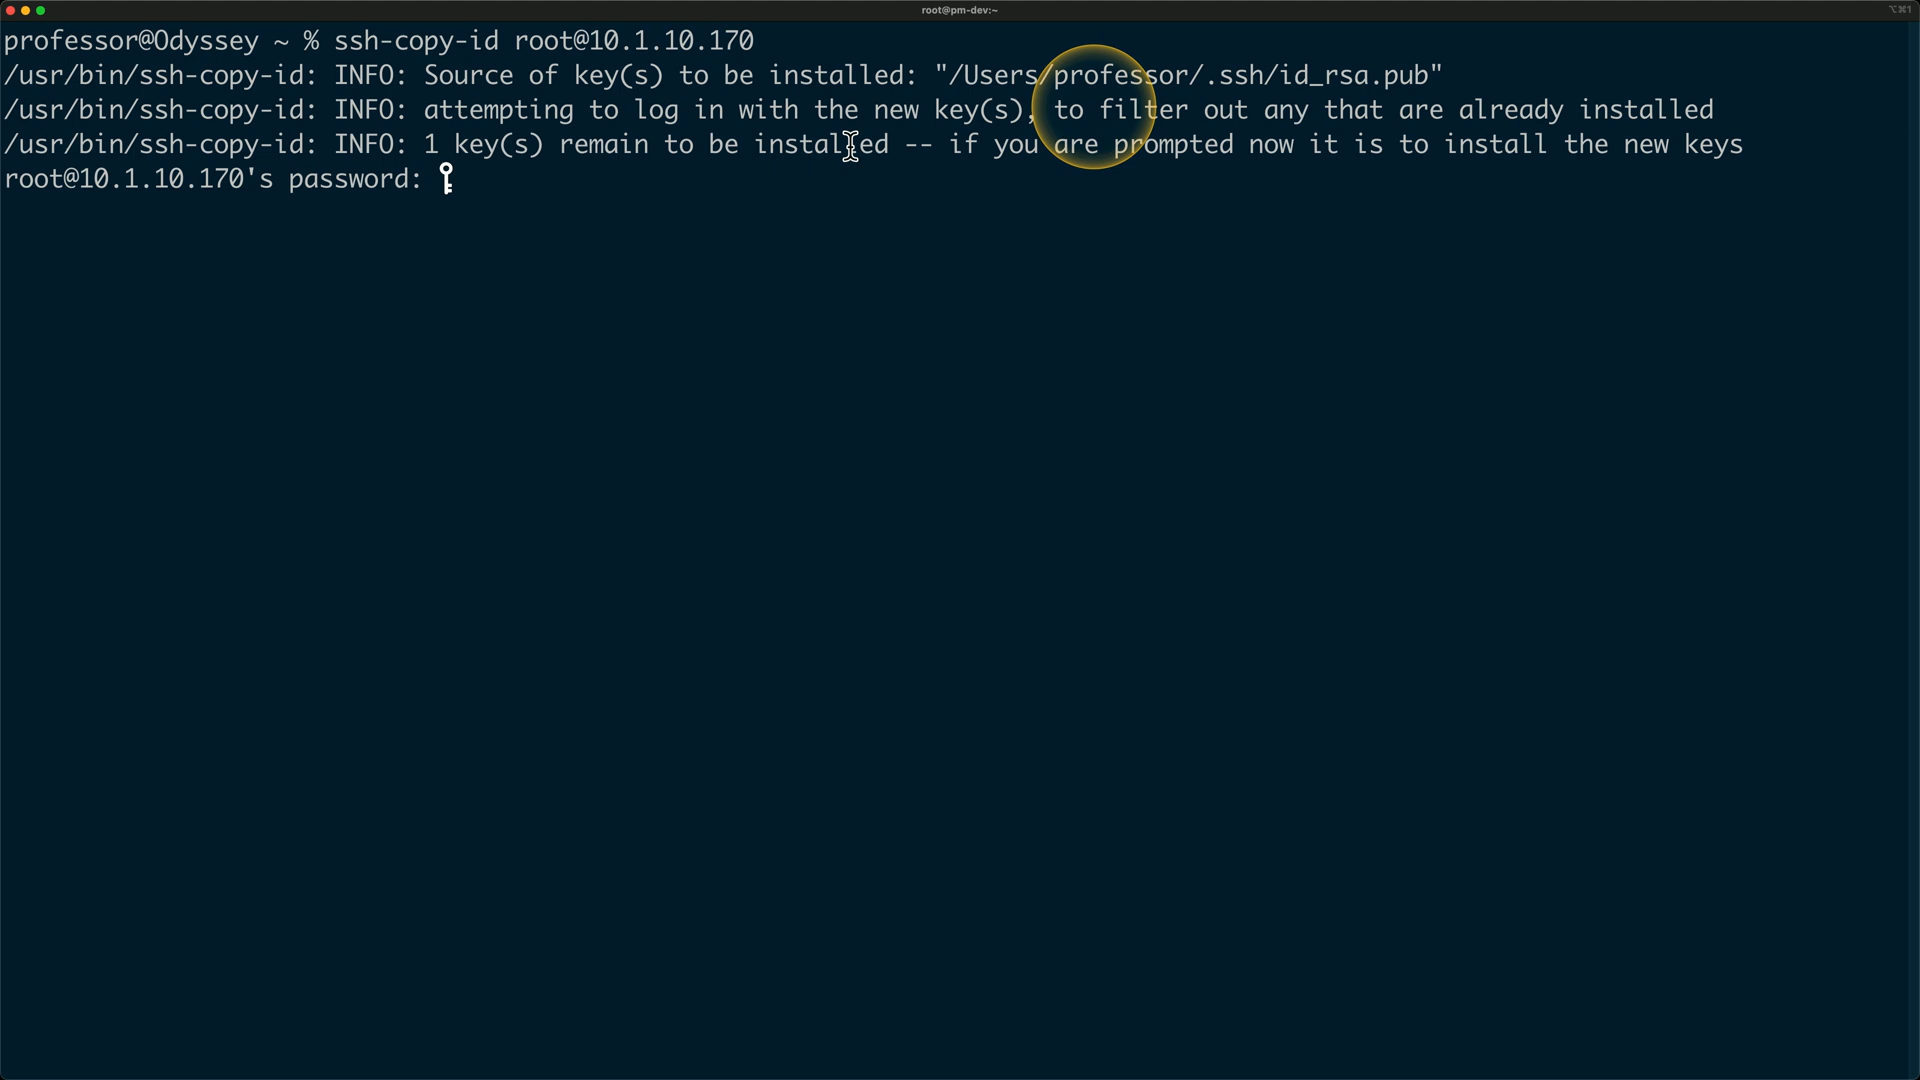 root@pm-dev:~
⌥⌘1
professor@Odyssey ~ % ssh-copy-id root@10.1.10.170
/usr/bin/ssh-copy-id: INFO: Source of key(s) to be installed: "/Users/professor/.ssh/id_rsa.pub"
/usr/bin/ssh-copy-id: INFO: attempting to log in with the new key(s), to filter out any that are already installed
/usr/bin/ssh-copy-id: INFO: 1 key(s) remain to be installed -- if you are prompted now it is to install the new keys
root@10.1.10.170's password: